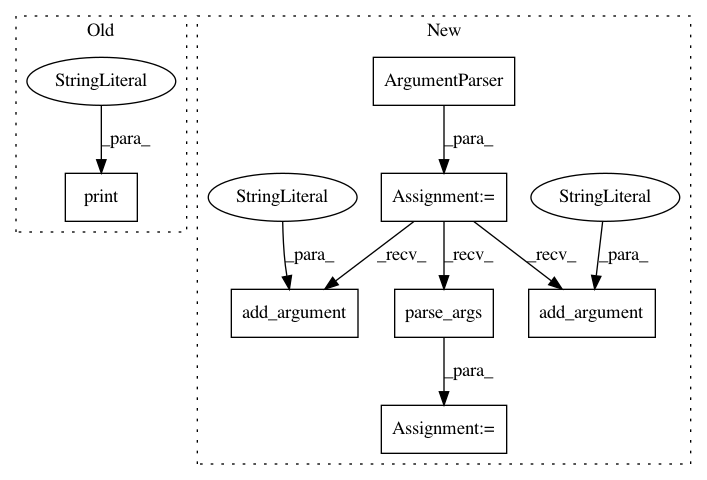 Old
New
StringLiteral
ArgumentParser
_para_
_para_
print
StringLiteral
Assignment:=
StringLiteral
_para_
_recv_
_recv_
_recv_
_para_
add_argument
parse_args
add_argument
_para_
Assignment:=